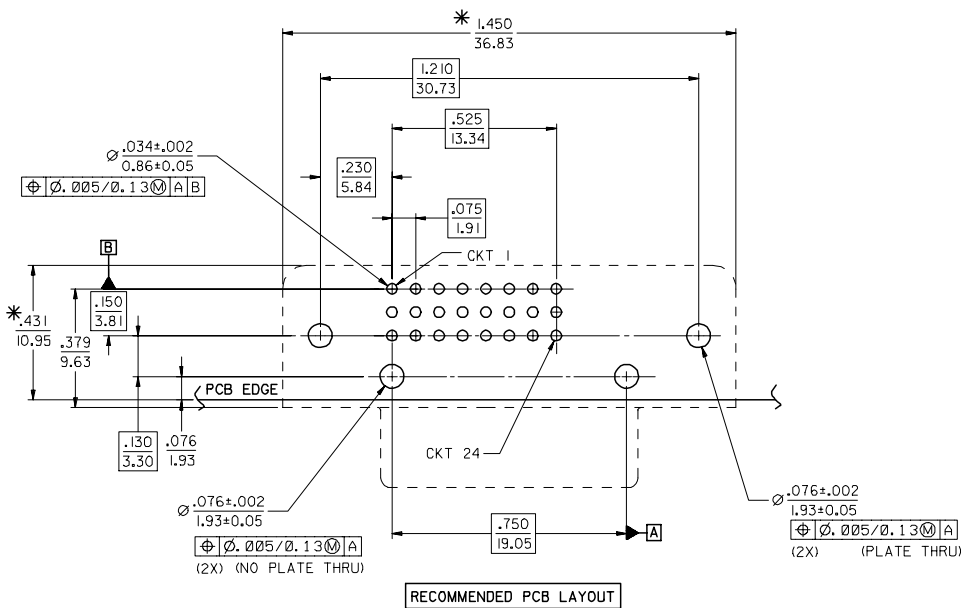 * 1.450
36.83
1.210
30.73
.525
13.34
⌀ .034±.002
0.86±0.05
⌖ Ø.005/0.13Ⓜ A B
.230
5.84
.075
1.91
B
CKT 1
.150
3.81
* .431
10.95
.379
9.63
PCB EDGE
.130
3.30
.076
1.93
CKT 24
⌀ .076±.002
1.93±0.05
⌖ Ø.005/0.13Ⓜ A
(2X) (NO PLATE THRU)
.750
19.05
A
⌀ .076±.002
1.93±0.05
⌖ Ø.005/0.13Ⓜ A
(2X) (PLATE THRU)
RECOMMENDED PCB LAYOUT